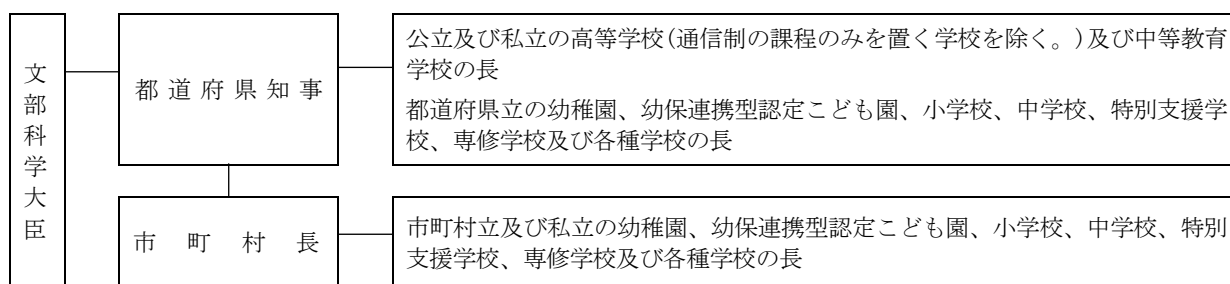 文部科学大臣
都道府県知事
公立及び私立の高等学校(通信制の課程のみを置く学校を除く。)及び中等教育
学校の長
都道府県立の幼稚園、幼保連携型認定こども園、小学校、中学校、特別支援学
校、専修学校及び各種学校の長
市町村長
市町村立及び私立の幼稚園、幼保連携型認定こども園、小学校、中学校、特別
支援学校、専修学校及び各種学校の長